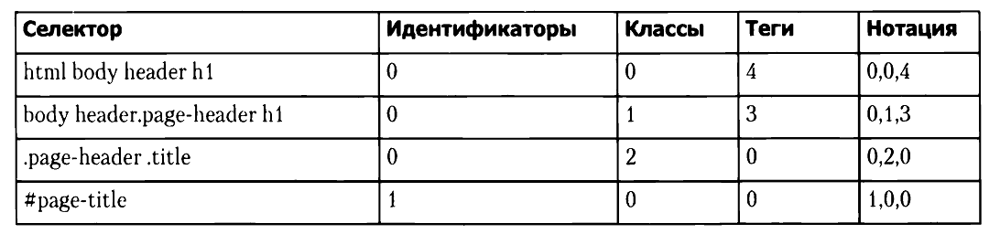 Селектор Идентификаторы Классы Теги Нотация
html body header h1 0 0 4 0,0,4
body header.page-header h1 0 1 3 0,1,3
.page-header .title 0 2 0 0,2,0
#page-title 1 0 0 1,0,0